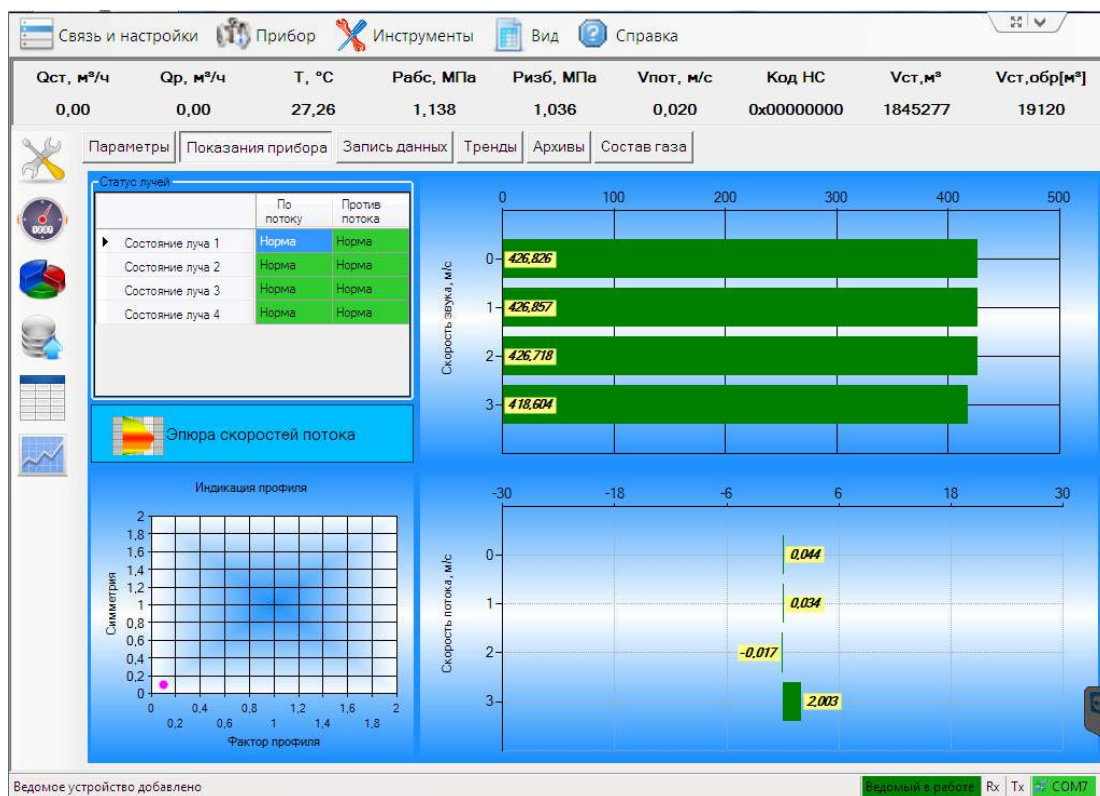 Связь и настройки Прибор Инструменты Вид Справка
Qст, м³/ч Qр, м³/ч T, °C Рабс, МПа Ризб, МПа Vпот, м/с Код НС Vст,м³ Vст,обр[м³]
0,00 0,00 27,26 1,138 1,036 0,020 0x00000000 1845277 19120
Параметры Показания прибора Запись данных Тренды Архивы Состав газа
Статус лучей
По потоку Против потока
Состояние луча 1 Норма Норма
Состояние луча 2 Норма Норма
Состояние луча 3 Норма Норма
Состояние луча 4 Норма Норма
Эпюра скоростей потока
0 100 200 300 400 500
Скорость звука, м/с
0 426,826
1 426,857
2 426,718
3 418,604
Индикация профиля
Симметрия
2
1,8
1,6
1,4
1,2
1
0,8
0,6
0,4
0,2
0
0 0,4 0,8 1,2 1,6 2
0,2 0,6 1 1,4 1,8
Фактор профиля
-30 -18 -6 6 18 30
Скорость потока, м/с
0 0,044
1 0,034
2 -0,017
3 2,003
Ведомое устройство добавлено Ведомый в работе Rx Tx COM7